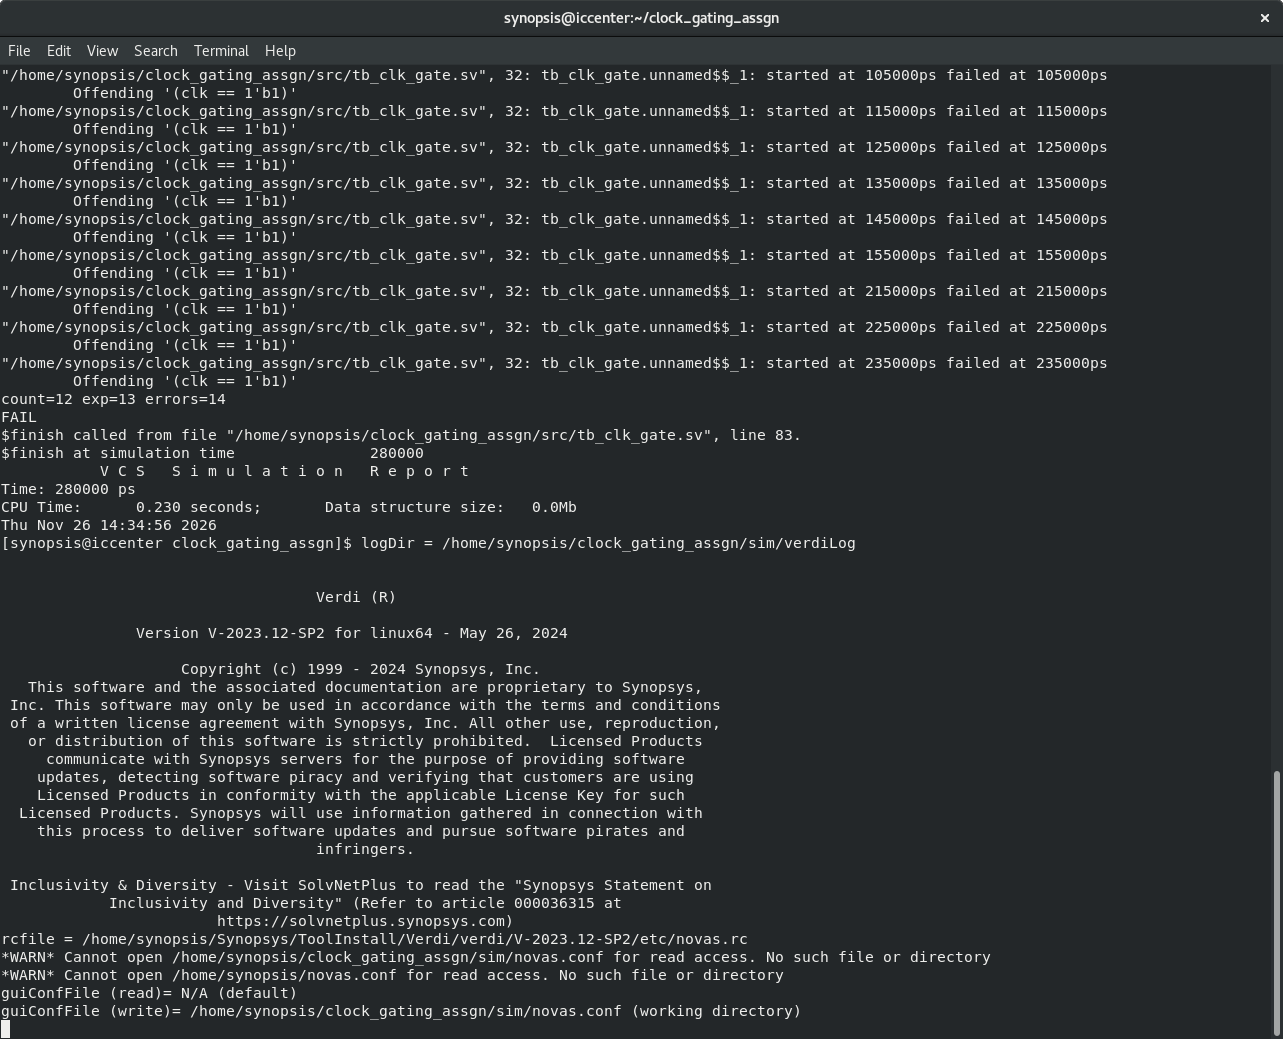 synopsis@iccenter:~/clock_gating_assgn ×
File Edit View Search Terminal Help
"/home/synopsis/clock_gating_assgn/src/tb_clk_gate.sv", 32: tb_clk_gate.unnamed$$_1: started at 105000ps failed at 105000ps
Offending '(clk == 1'b1)'
"/home/synopsis/clock_gating_assgn/src/tb_clk_gate.sv", 32: tb_clk_gate.unnamed$$_1: started at 115000ps failed at 115000ps
Offending '(clk == 1'b1)'
"/home/synopsis/clock_gating_assgn/src/tb_clk_gate.sv", 32: tb_clk_gate.unnamed$$_1: started at 125000ps failed at 125000ps
Offending '(clk == 1'b1)'
"/home/synopsis/clock_gating_assgn/src/tb_clk_gate.sv", 32: tb_clk_gate.unnamed$$_1: started at 135000ps failed at 135000ps
Offending '(clk == 1'b1)'
"/home/synopsis/clock_gating_assgn/src/tb_clk_gate.sv", 32: tb_clk_gate.unnamed$$_1: started at 145000ps failed at 145000ps
Offending '(clk == 1'b1)'
"/home/synopsis/clock_gating_assgn/src/tb_clk_gate.sv", 32: tb_clk_gate.unnamed$$_1: started at 155000ps failed at 155000ps
Offending '(clk == 1'b1)'
"/home/synopsis/clock_gating_assgn/src/tb_clk_gate.sv", 32: tb_clk_gate.unnamed$$_1: started at 215000ps failed at 215000ps
Offending '(clk == 1'b1)'
"/home/synopsis/clock_gating_assgn/src/tb_clk_gate.sv", 32: tb_clk_gate.unnamed$$_1: started at 225000ps failed at 225000ps
Offending '(clk == 1'b1)'
"/home/synopsis/clock_gating_assgn/src/tb_clk_gate.sv", 32: tb_clk_gate.unnamed$$_1: started at 235000ps failed at 235000ps
Offending '(clk == 1'b1)'
count=12 exp=13 errors=14
FAIL
$finish called from file "/home/synopsis/clock_gating_assgn/src/tb_clk_gate.sv", line 83.
$finish at simulation time 280000
V C S S i m u l a t i o n R e p o r t
Time: 280000 ps
CPU Time: 0.230 seconds; Data structure size: 0.0Mb
Thu Nov 26 14:34:56 2026
[synopsis@iccenter clock_gating_assgn]$ logDir = /home/synopsis/clock_gating_assgn/sim/verdiLog
Verdi (R)
Version V-2023.12-SP2 for linux64 - May 26, 2024
Copyright (c) 1999 - 2024 Synopsys, Inc.
This software and the associated documentation are proprietary to Synopsys,
Inc. This software may only be used in accordance with the terms and conditions
of a written license agreement with Synopsys, Inc. All other use, reproduction,
or distribution of this software is strictly prohibited. Licensed Products
communicate with Synopsys servers for the purpose of providing software
updates, detecting software piracy and verifying that customers are using
Licensed Products in conformity with the applicable License Key for such
Licensed Products. Synopsys will use information gathered in connection with
this process to deliver software updates and pursue software pirates and
infringers.
Inclusivity & Diversity - Visit SolvNetPlus to read the "Synopsys Statement on
Inclusivity and Diversity" (Refer to article 000036315 at
https://solvnetplus.synopsys.com)
rcfile = /home/synopsis/Synopsys/ToolInstall/Verdi/verdi/V-2023.12-SP2/etc/novas.rc
*WARN* Cannot open /home/synopsis/clock_gating_assgn/sim/novas.conf for read access. No such file or directory
*WARN* Cannot open /home/synopsis/novas.conf for read access. No such file or directory
guiConfFile (read)= N/A (default)
guiConfFile (write)= /home/synopsis/clock_gating_assgn/sim/novas.conf (working directory)